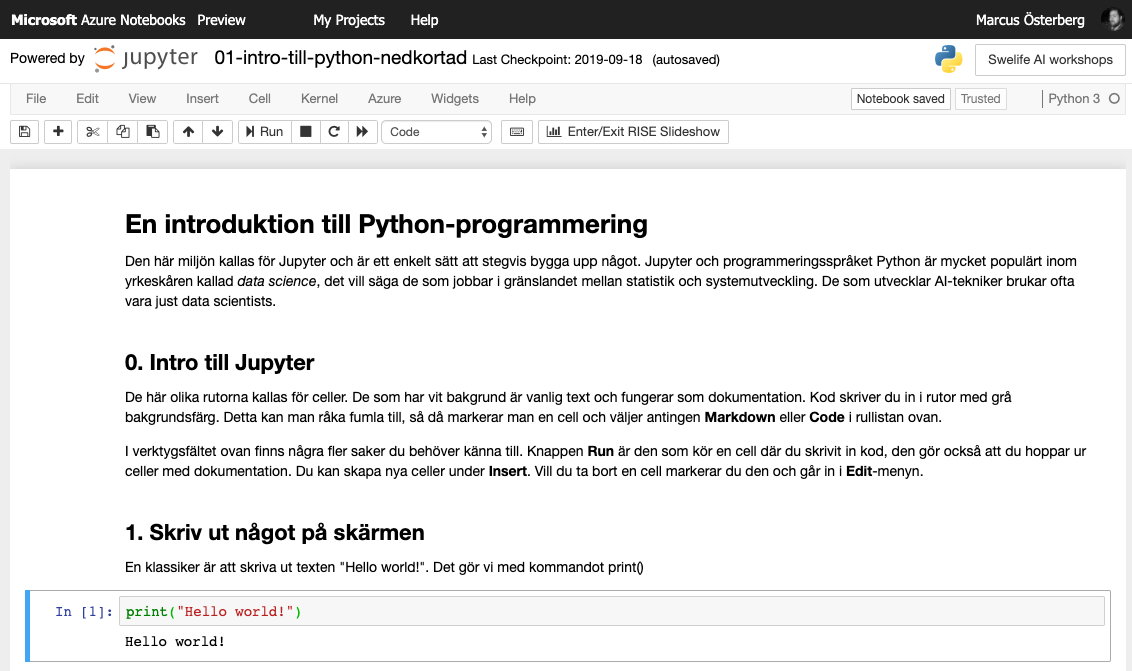 Microsoft Azure Notebooks Preview My Projects Help Marcus Österberg
Powered by jupyter 01-intro-till-python-nedkortad Last Checkpoint: 2019-09-18 (autosaved) Swelife AI workshops
File Edit View Insert Cell Kernel Azure Widgets Help Notebook saved Trusted Python 3
Run Code Enter/Exit RISE Slideshow
En introduktion till Python-programmering
Den här miljön kallas för Jupyter och är ett enkelt sätt att stegvis bygga upp något. Jupyter och programmeringsspråket Python är mycket populärt inom
yrkeskåren kallad data science, det vill säga de som jobbar i gränslandet mellan statistik och systemutveckling. De som utvecklar AI-tekniker brukar ofta
vara just data scientists.
0. Intro till Jupyter
De här olika rutorna kallas för celler. De som har vit bakgrund är vanlig text och fungerar som dokumentation. Kod skriver du in i rutor med grå
bakgrundsfärg. Detta kan man råka fumla till, så då markerar man en cell och väljer antingen Markdown eller Code i rullistan ovan.
I verktygsfältet ovan finns några fler saker du behöver känna till. Knappen Run är den som kör en cell där du skrivit in kod, den gör också att du hoppar ur
celler med dokumentation. Du kan skapa nya celler under Insert. Vill du ta bort en cell markerar du den och går in i Edit-menyn.
1. Skriv ut något på skärmen
En klassiker är att skriva ut texten "Hello world!". Det gör vi med kommandot print()
In [1]: print("Hello world!")
Hello world!